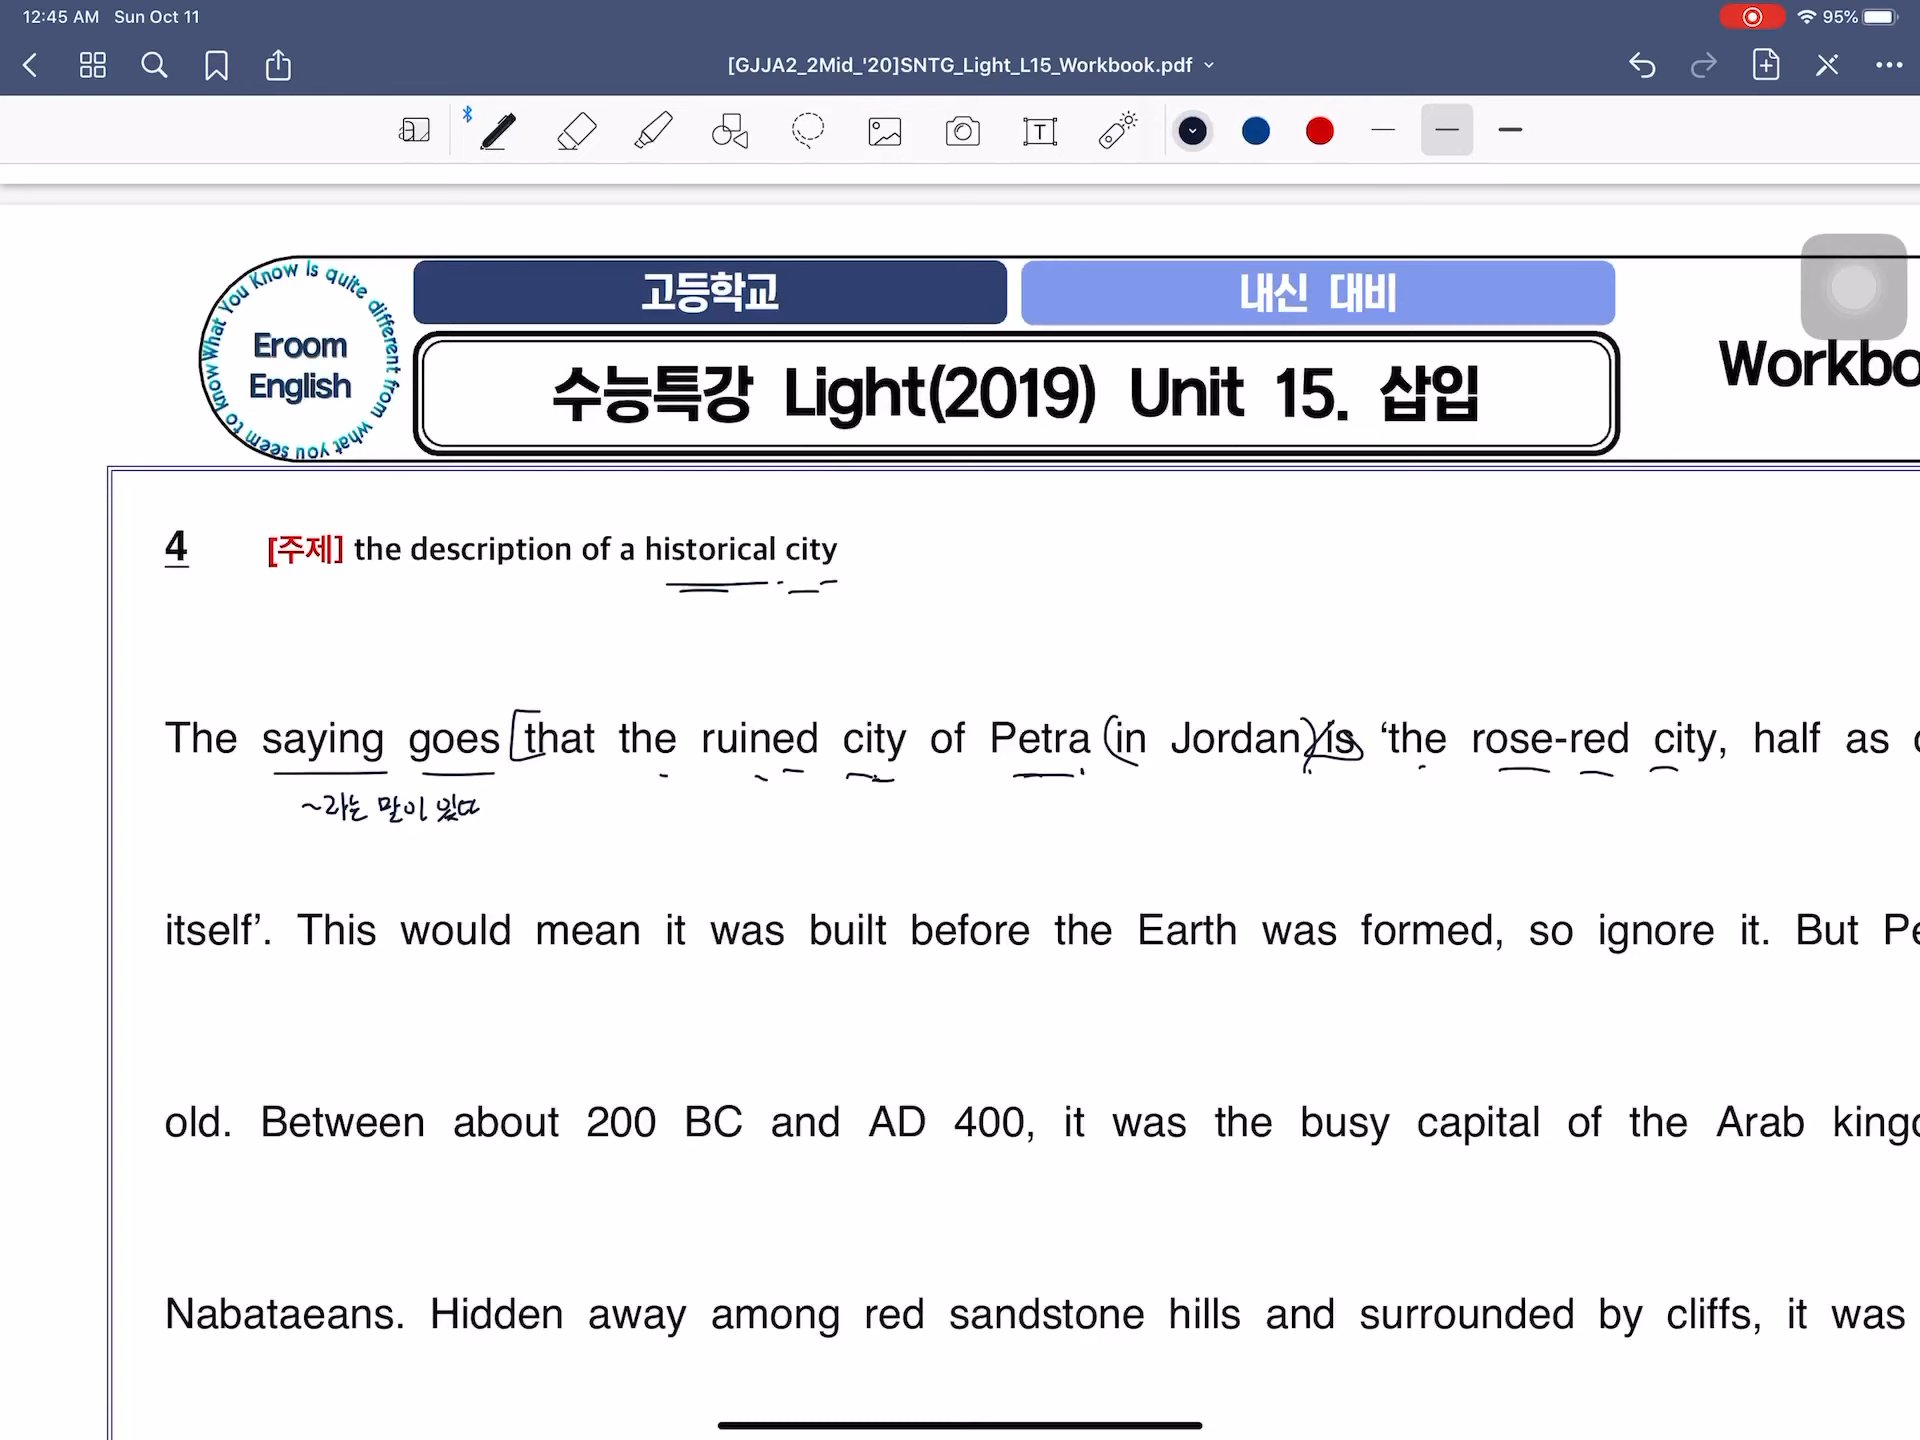 12:45 AM Sun Oct 11
95%
[GJJA2_2Mid_'20]SNTG_Light_L15_Workbook.pdf
What You Know is quite different from what you seem to know
Eroom
English
고등학교
내신 대비
수능특강 Light(2019) Unit 15. 삽입
Workbo
4 [주제] the description of a historical city
The saying goes that the ruined city of Petra (in Jordan) is ‘the rose-red city, half as
~라는 말이 있다
itself’. This would mean it was built before the Earth was formed, so ignore it. But Pe
old. Between about 200 BC and AD 400, it was the busy capital of the Arab kingd
Nabataeans. Hidden away among red sandstone hills and surrounded by cliffs, it was